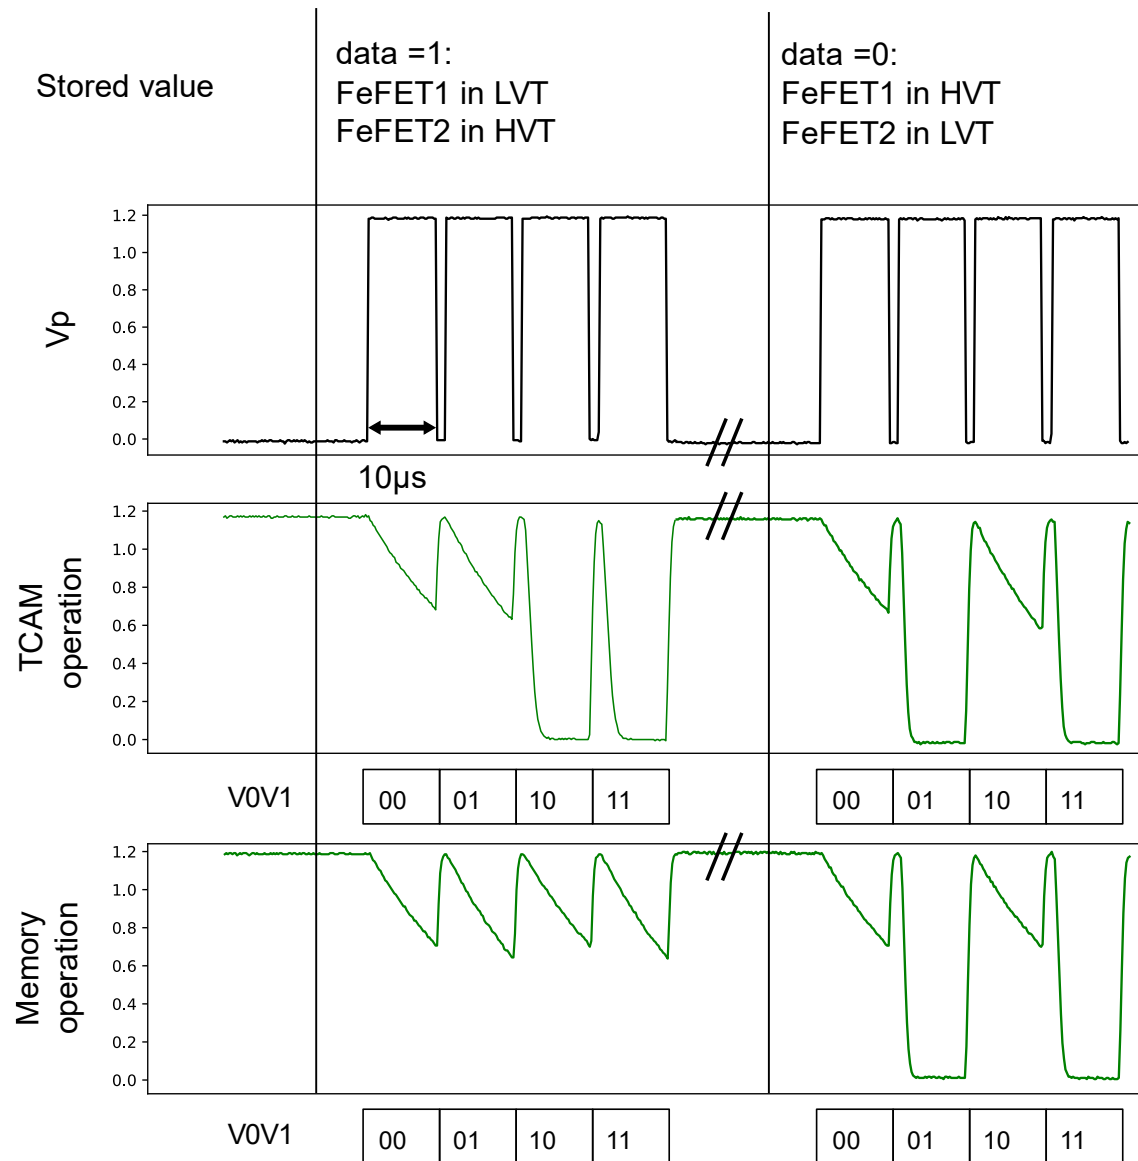 Stored value
data =1:
FeFET1 in LVT
FeFET2 in HVT
data =0:
FeFET1 in HVT
FeFET2 in LVT
Vp
1.2
1.0
0.8
0.6
0.4
0.2
0.0
10µs
TCAM
operation
1.2
1.0
0.8
0.6
0.4
0.2
0.0
V0V1
00
01
10
11
00
01
10
11
Memory
operation
1.2
1.0
0.8
0.6
0.4
0.2
0.0
V0V1
00
01
10
11
00
01
10
11